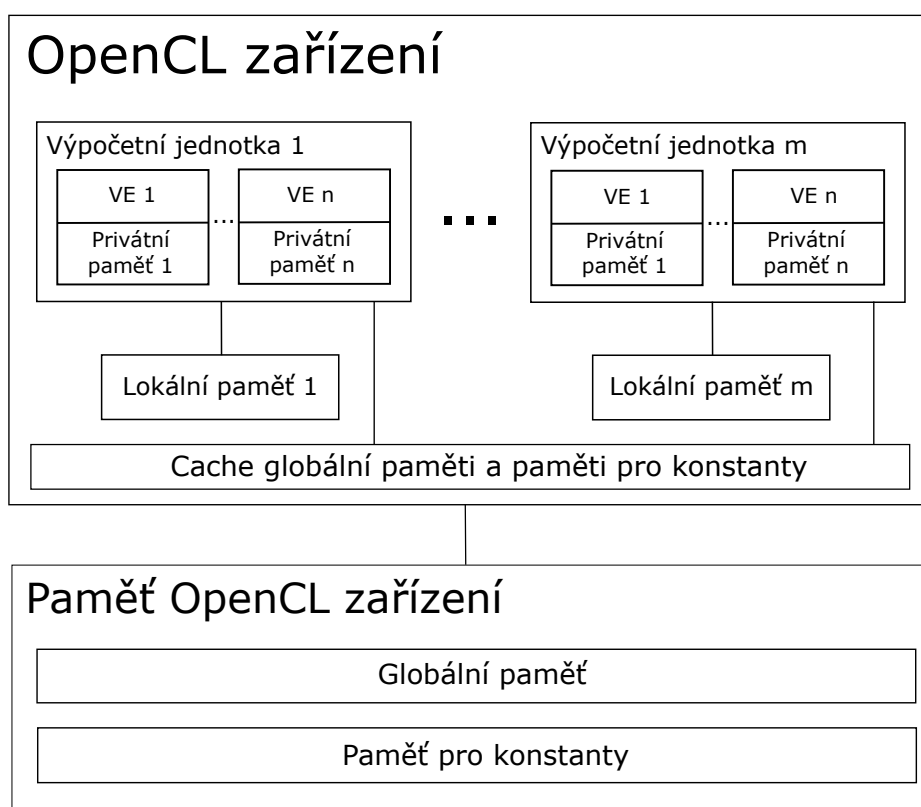 OpenCL zařízení
Výpočetní jednotka 1
VE 1
...
VE n
Privátní
paměť 1
Privátní
paměť n
...
Výpočetní jednotka m
VE 1
...
VE n
Privátní
paměť 1
Privátní
paměť n
Lokální paměť 1
Lokální paměť m
Cache globální paměti a paměti pro konstanty
Paměť OpenCL zařízení
Globální paměť
Paměť pro konstanty